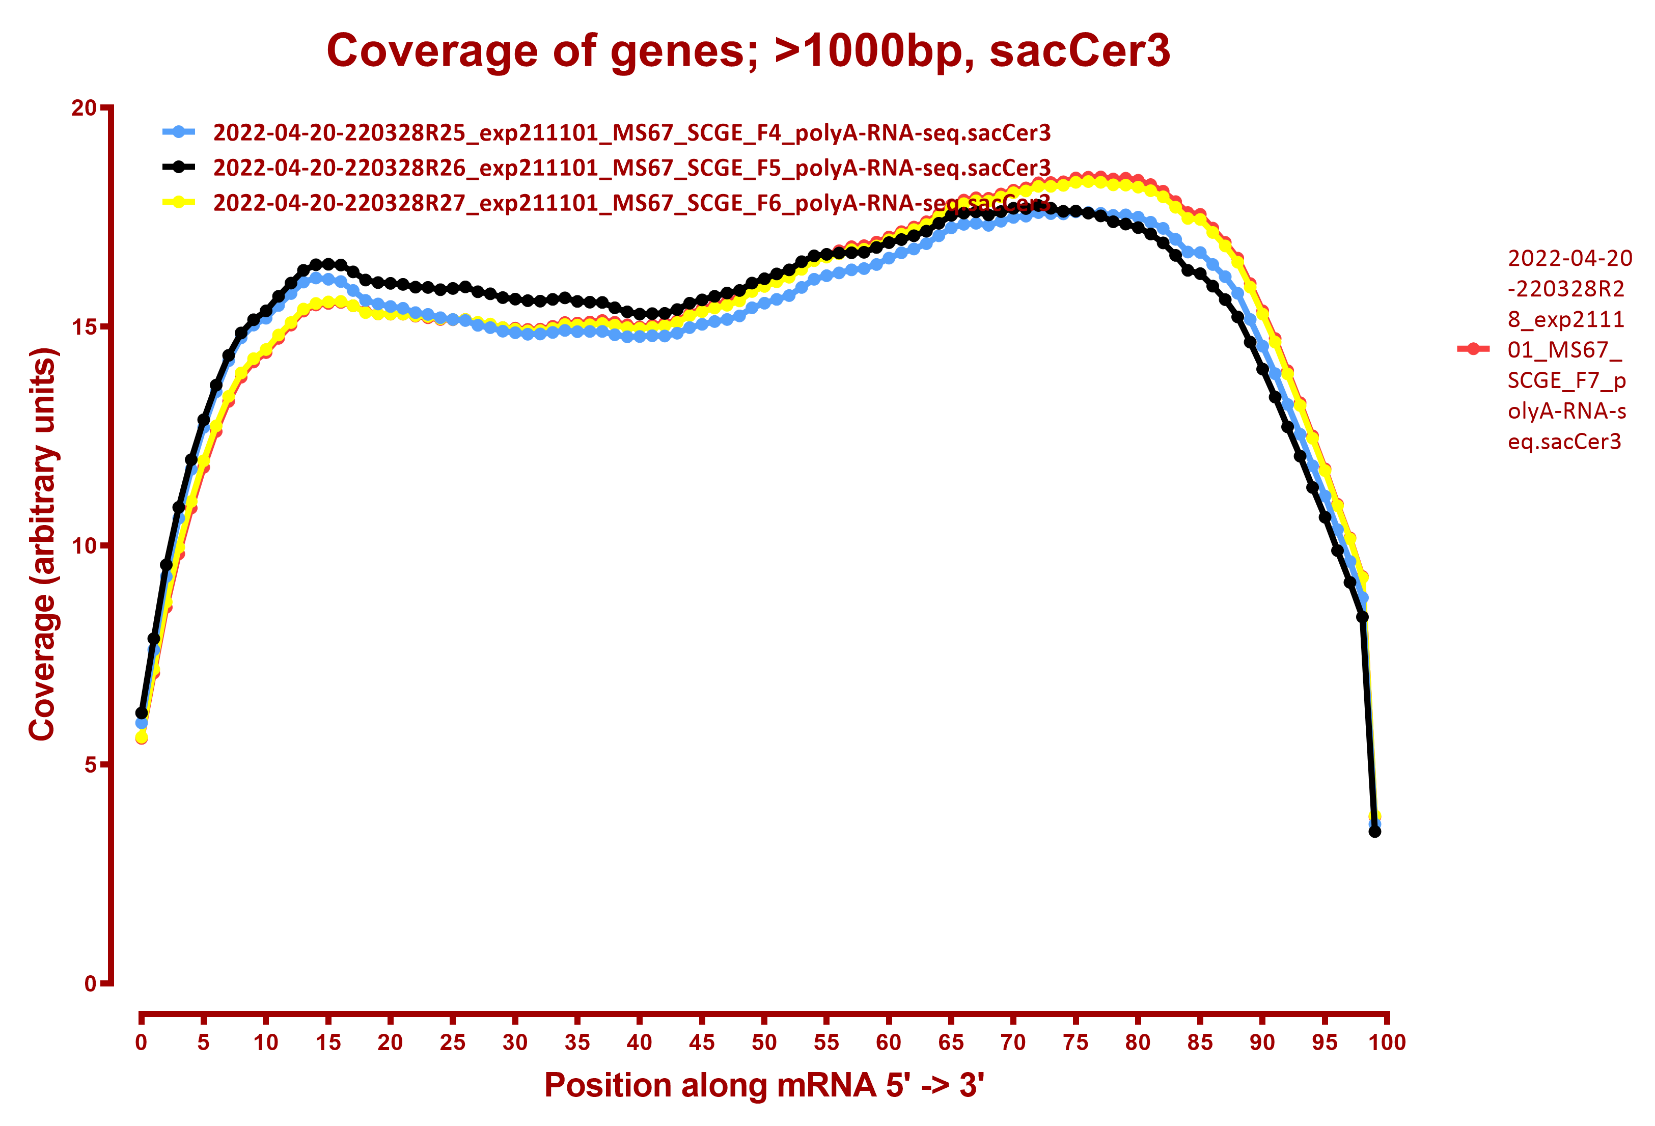 Coverage of genes; >1000bp, sacCer3
20
2022-04-20-220328R25_exp211101_MS67_SCGE_F4_polyA-RNA-seq.sacCer3
2022-04-20-220328R26_exp211101_MS67_SCGE_F5_polyA-RNA-seq.sacCer3
2022-04-20-220328R27_exp211101_MS67_SCGE_F6_polyA-RNA-seq.sacCer3
2022-04-20
-220328R2
8_exp2111
01_MS67_
SCGE_F7_p
olyA-RNA-s
eq.sacCer3
15
10
5
0
Coverage (arbitrary units)
0 5 10 15 20 25 30 35 40 45 50 55 60 65 70 75 80 85 90 95 100
Position along mRNA 5' -> 3'